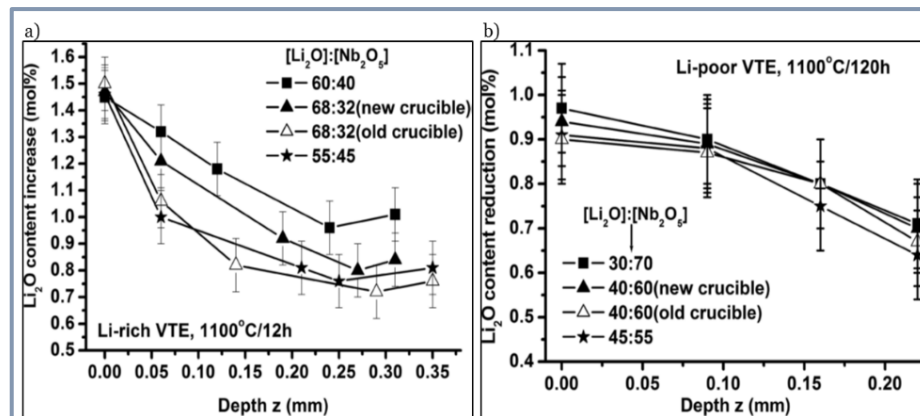 a)
[Li₂O]:[Nb₂O₅]
60:40
68:32(new crucible)
68:32(old crucible)
55:45
Li-rich VTE, 1100°C/12h
Li₂O content increase (mol%)
1.6
1.5
1.4
1.3
1.2
1.1
1.0
0.9
0.8
0.7
0.6
0.5
0.00 0.05 0.10 0.15 0.20 0.25 0.30 0.35
Depth z (mm)
b)
Li-poor VTE, 1100°C/120h
[Li₂O]:[Nb₂O₅]
30:70
40:60(new crucible)
40:60(old crucible)
45:55
Li₂O content reduction (mol%)
1.1
1.0
0.9
0.8
0.7
0.6
0.5
0.4
0.00 0.05 0.10 0.15 0.20
Depth z (mm)